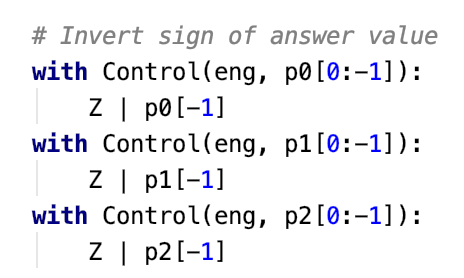 # Invert sign of answer value
with Control(eng, p0[0:-1]):
    Z | p0[-1]
with Control(eng, p1[0:-1]):
    Z | p1[-1]
with Control(eng, p2[0:-1]):
    Z | p2[-1]